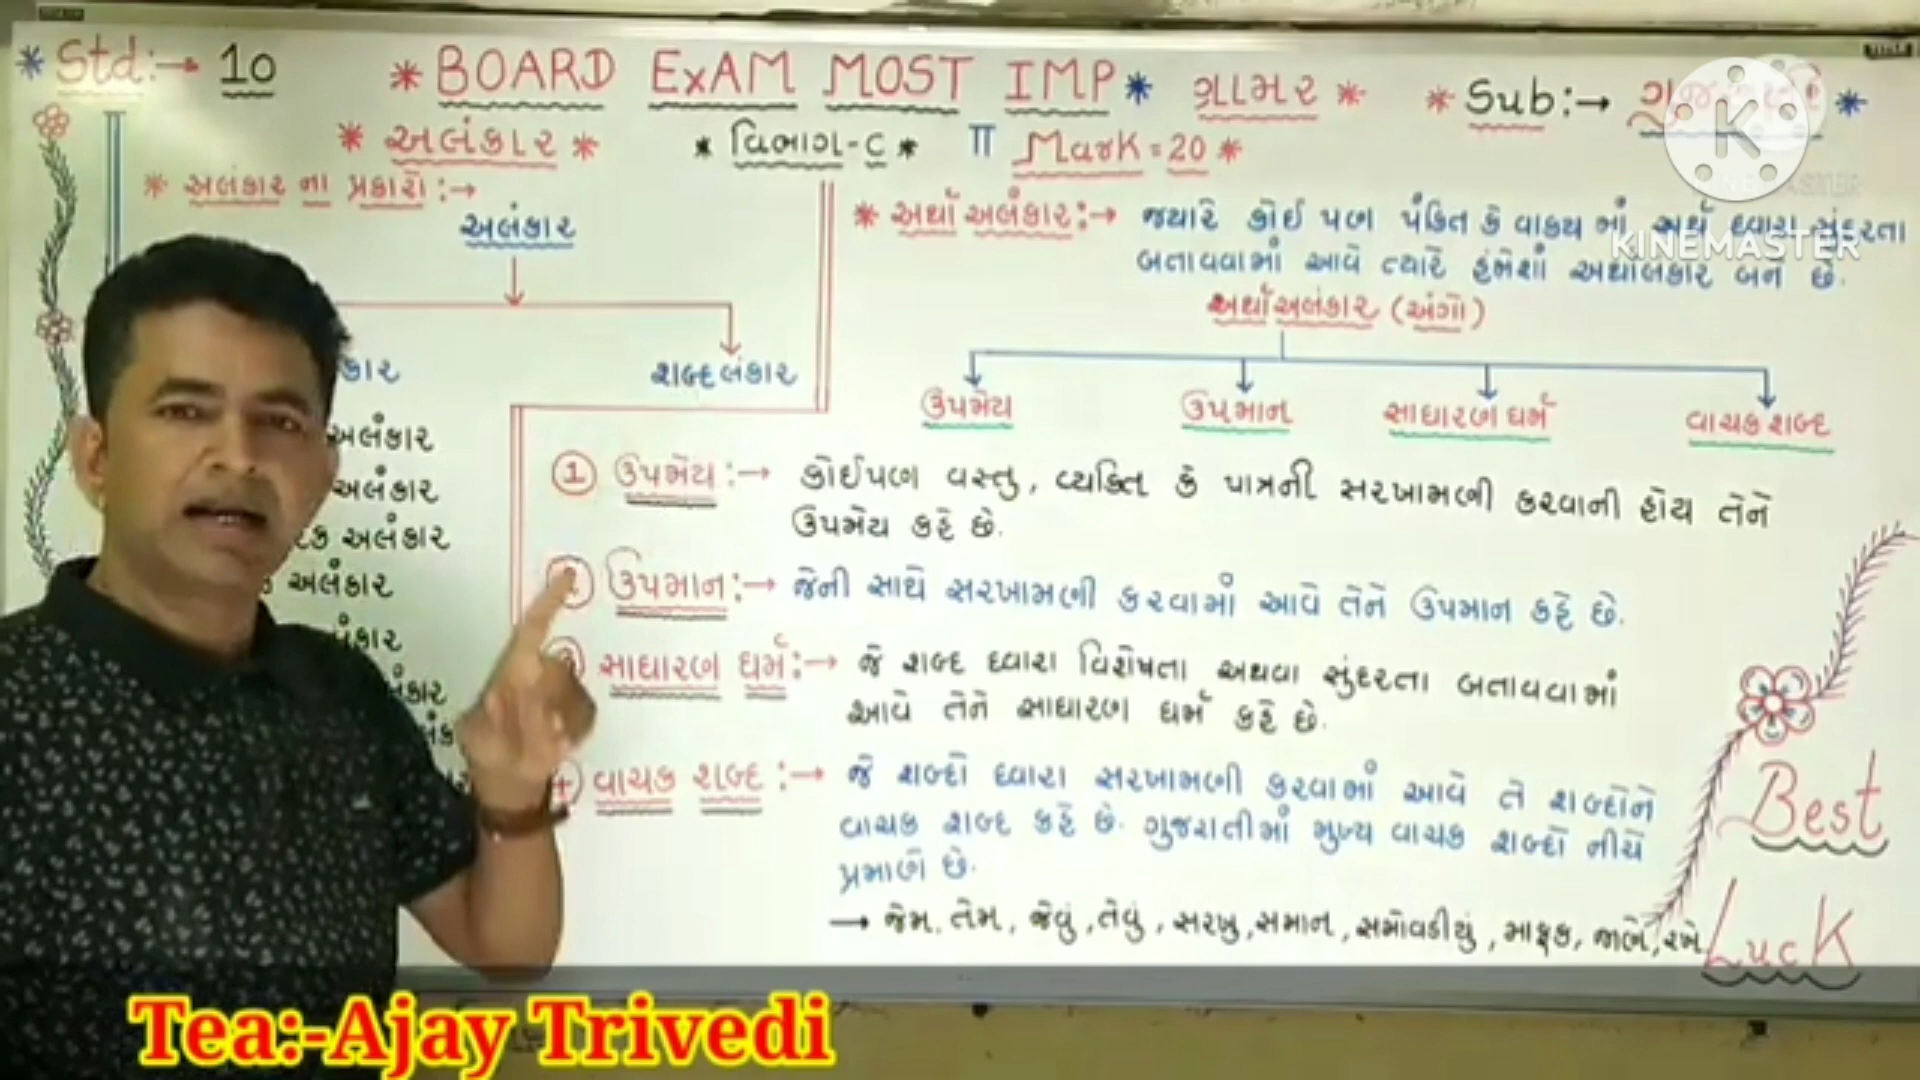 * Std:→ 10 * BOARD EXAM MOST IMP * ગ્રામર * * Sub:→ *
* અલંકાર * * વિભાગ-C * II Mark = 20 *
* અલંકાર ના પ્રકારો :→
અલંકાર
કાર શબ્દલંકાર
અલંકાર
અલંકાર
અલંકાર
અલંકાર
* અર્થા અલંકાર:→ જ્યારે કોઈ પણ પંક્તિ કે વાક્ય માં અર્થ દ્વારા સુંદરતા
બતાવવામાં આવે ત્યારે હંમેશાં અર્થાલંકાર બને છે.
અર્થાઅલંકાર (અંગો)
ઉપમેય ઉપમાન સાધારણ ધર્મ વાચક શબ્દ
① ઉપમેય :→ કોઈપણ વસ્તુ, વ્યક્તિ કે પાત્રની સરખામણી કરવાની હોય તેને
ઉપમેય કહે છે.
② ઉપમાન:→ જેની સાથે સરખામણી કરવામાં આવે તેને ઉપમાન કહે છે.
સાધારણ ધર્મ:→ જે શબ્દ દ્વારા વિશેષતા અથવા સુંદરતા બતાવવામાં
આવે તેને સાધારણ ધર્મ કહે છે.
વાચક શબ્દ :→ જે શબ્દો દ્વારા સરખામણી કરવામાં આવે તે શબ્દોને
વાચક શબ્દ કહે છે. ગુજરાતીમાં મુખ્ય વાચક શબ્દો નીચે
પ્રમાણે છે.
→ જેમ, તેમ, જેવું, તેવું, સરખુ, સમાન, સમોવડીયું, માફક, જાણે, રખે
Best
Luck
K
KINEMASTER
Tea:-Ajay Trivedi